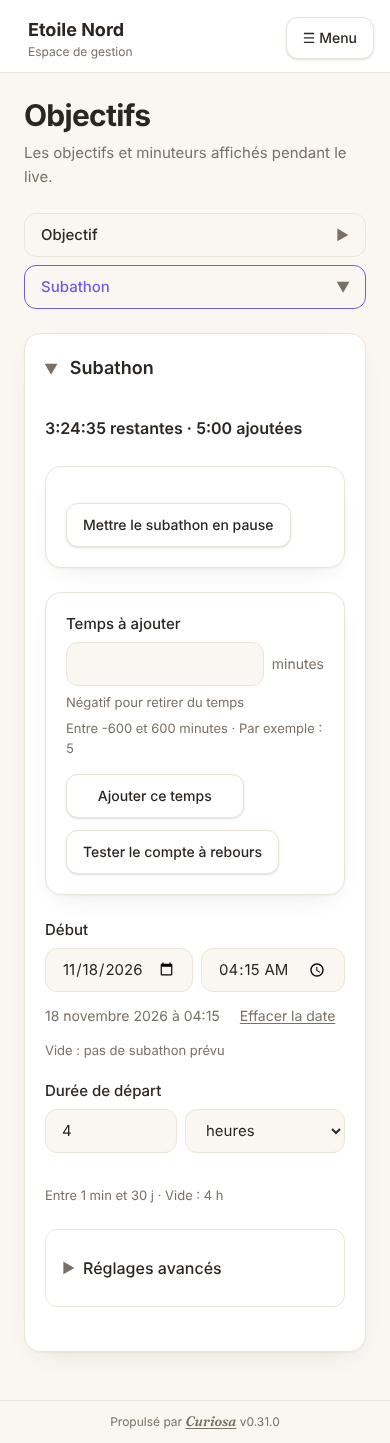 Etoile Nord
Espace de gestion
☰ Menu
Objectifs
Les objectifs et minuteurs affichés pendant le
live.
Objectif ▶
Subathon ▼
▼ Subathon
3:24:35 restantes · 5:00 ajoutées
Mettre le subathon en pause
Temps à ajouter
minutes
Négatif pour retirer du temps
Entre -600 et 600 minutes · Par exemple :
5
Ajouter ce temps
Tester le compte à rebours
Début
11/18/2026 04:15 AM
18 novembre 2026 à 04:15 Effacer la date
Vide : pas de subathon prévu
Durée de départ
4 heures
Entre 1 min et 30 j · Vide : 4 h
▶ Réglages avancés
Propulsé par Curiosa v0.31.0